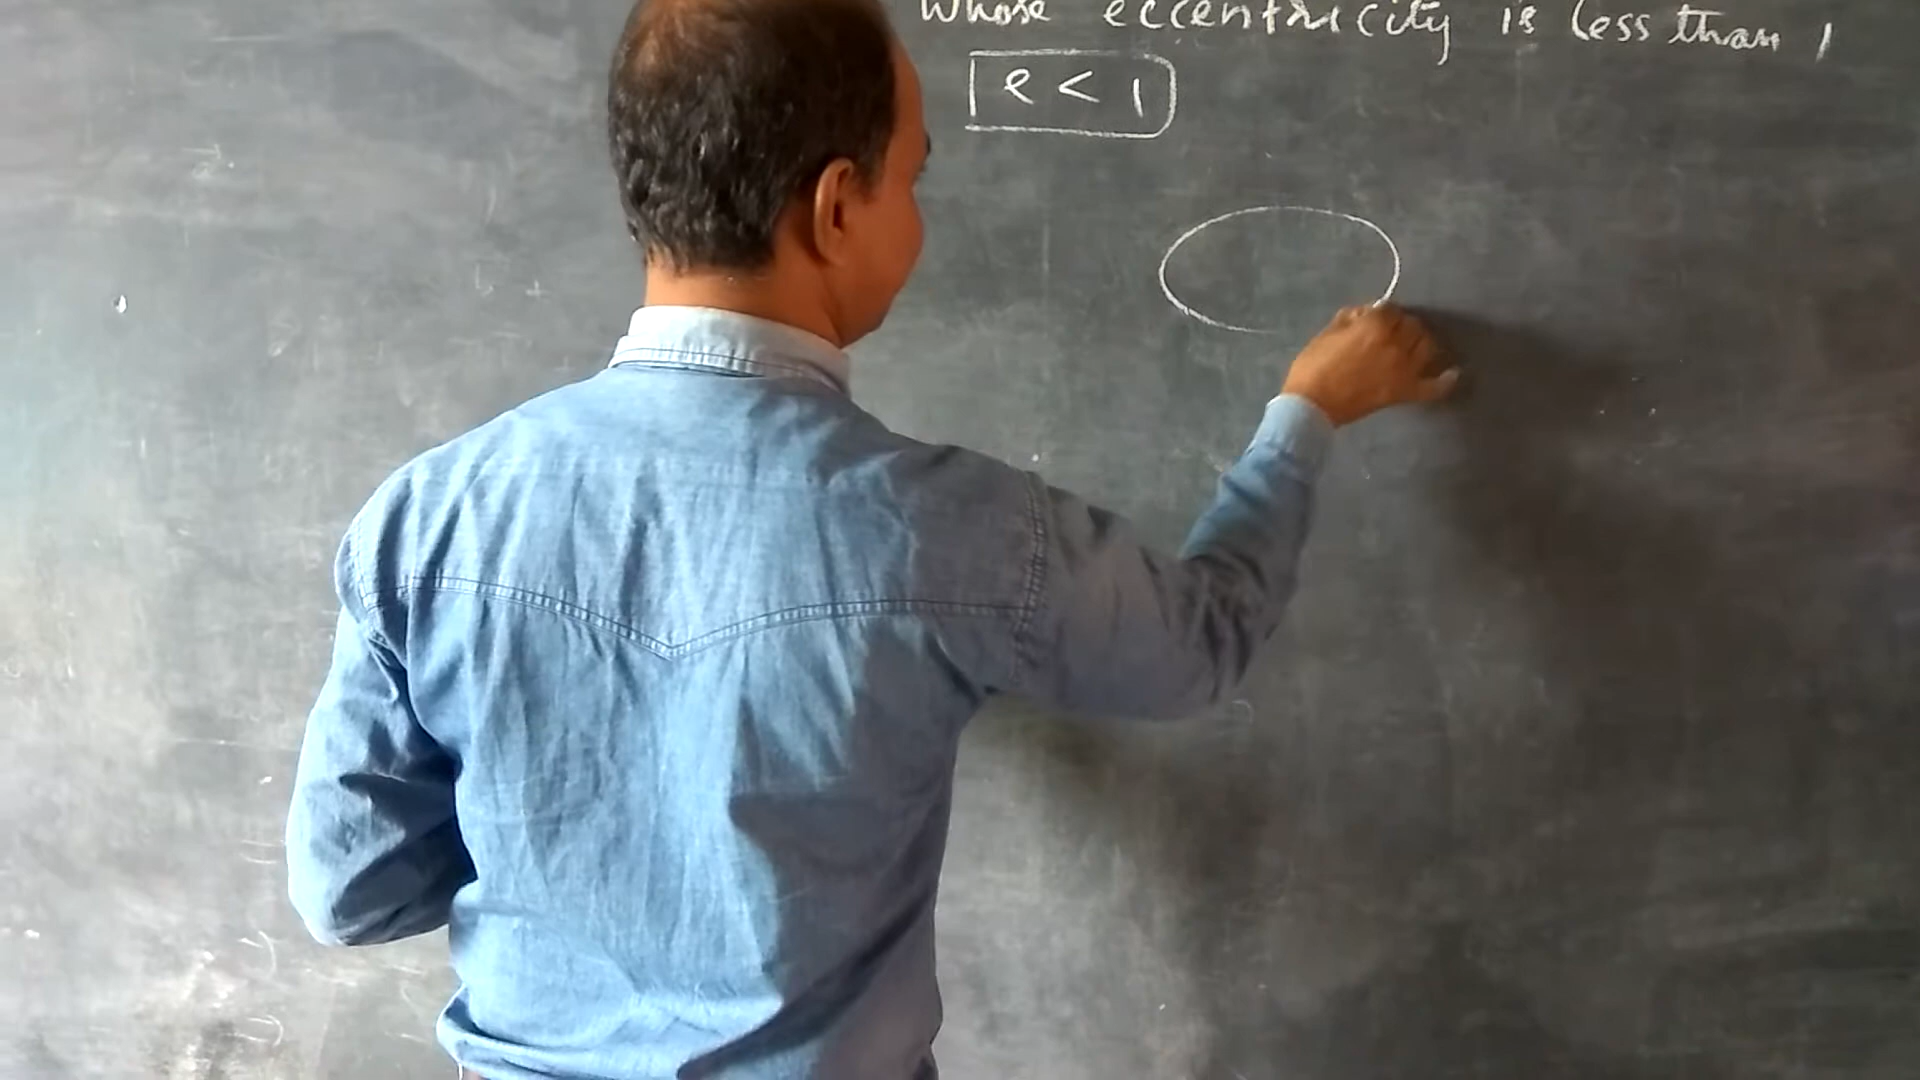 Whose eccentricity is less than 1
e < 1